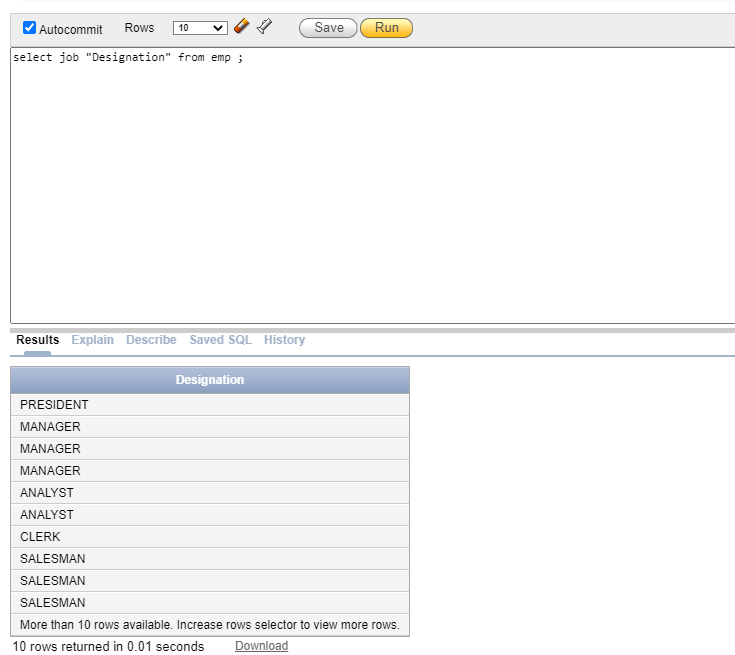 Autocommit Rows 10 Save Run
select job "Designation" from emp ;
Results Explain Describe Saved SQL History
Designation
PRESIDENT
MANAGER
MANAGER
MANAGER
ANALYST
ANALYST
CLERK
SALESMAN
SALESMAN
SALESMAN
More than 10 rows available. Increase rows selector to view more rows.
10 rows returned in 0.01 seconds Download